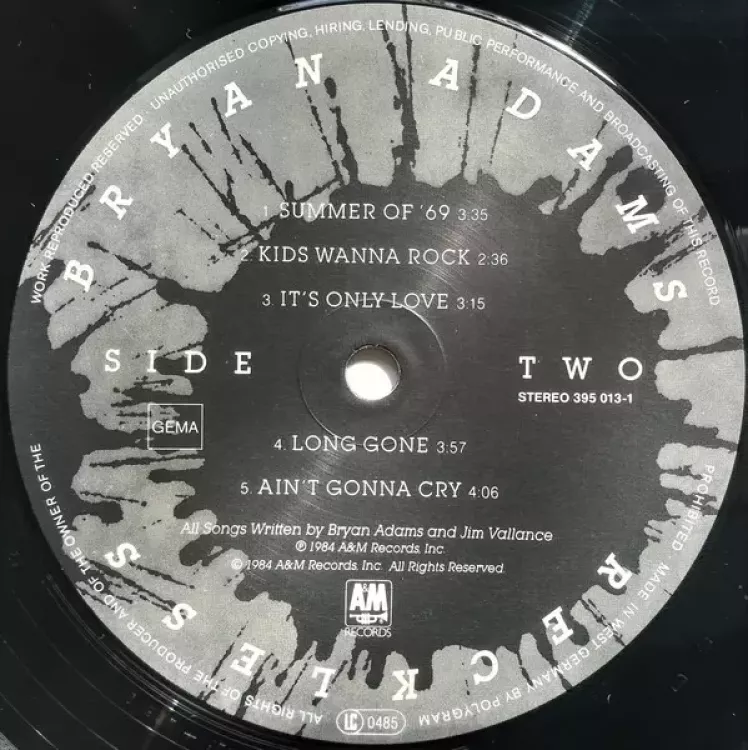 WORK REPRODUCED RESERVED · UNAUTHORISED COPYING, HIRING, LENDING, PUBLIC PERFORMANCE AND BROADCASTING OF THIS RECORD
PROHIBITED · MADE IN WEST GERMANY BY POLYGRAM
ALL RIGHTS OF THE PRODUCER AND OF THE OWNER OF THE
BRYAN ADAMS
1. SUMMER OF '69 3:35
2. KIDS WANNA ROCK 2:36
3. IT'S ONLY LOVE 3:15
SIDE TWO
STEREO 395 013-1
GEMA
4. LONG GONE 3:57
5. AIN'T GONNA CRY 4:06
All Songs Written by Bryan Adams and Jim Vallance
℗ 1984 A&M Records, Inc.
© 1984 A&M Records, Inc. All Rights Reserved.
A&M
RECORDS
RECKLESS
LC 0485